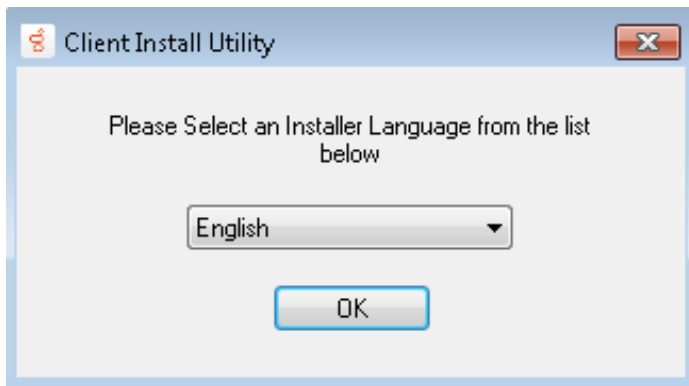 Client Install Utility
Please Select an Installer Language from the list
below
English
OK